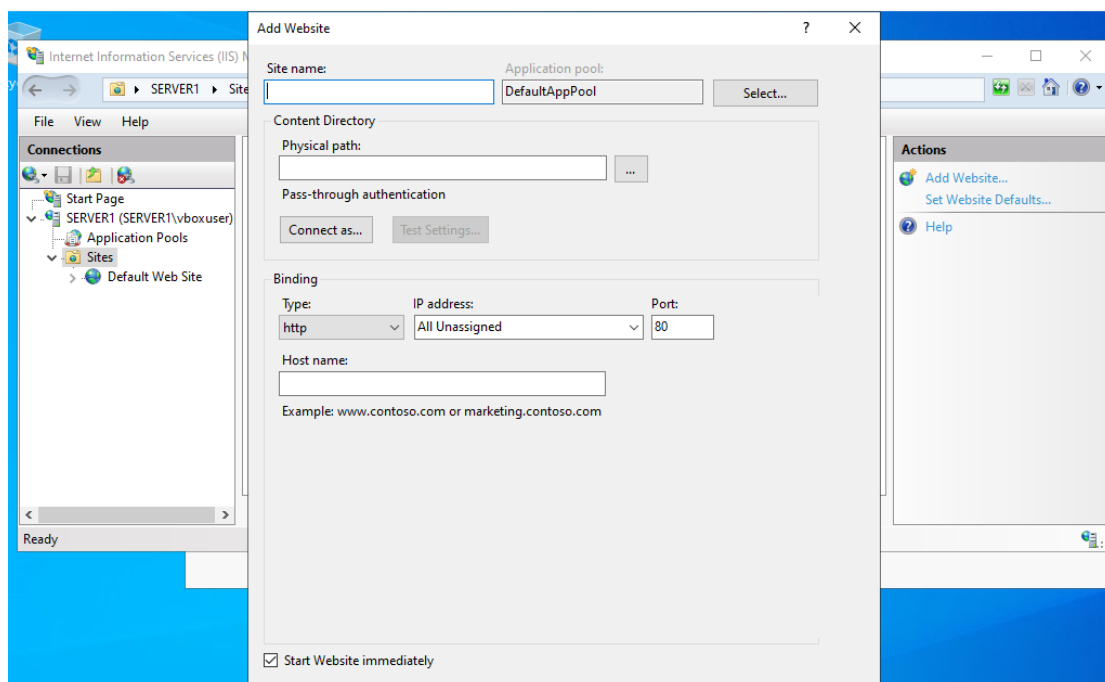 Add Website
?
Internet Information Services (IIS) M
SERVER1
Site
File View Help
Connections
Start Page
SERVER1 (SERVER1\vboxuser)
Application Pools
Sites
Default Web Site
Ready
Site name:
Application pool:
DefaultAppPool
Select...
Content Directory
Physical path:
...
Pass-through authentication
Connect as...
Test Settings...
Binding
Type:
IP address:
Port:
http
All Unassigned
80
Host name:
Example: www.contoso.com or marketing.contoso.com
Start Website immediately
Actions
Add Website...
Set Website Defaults...
Help